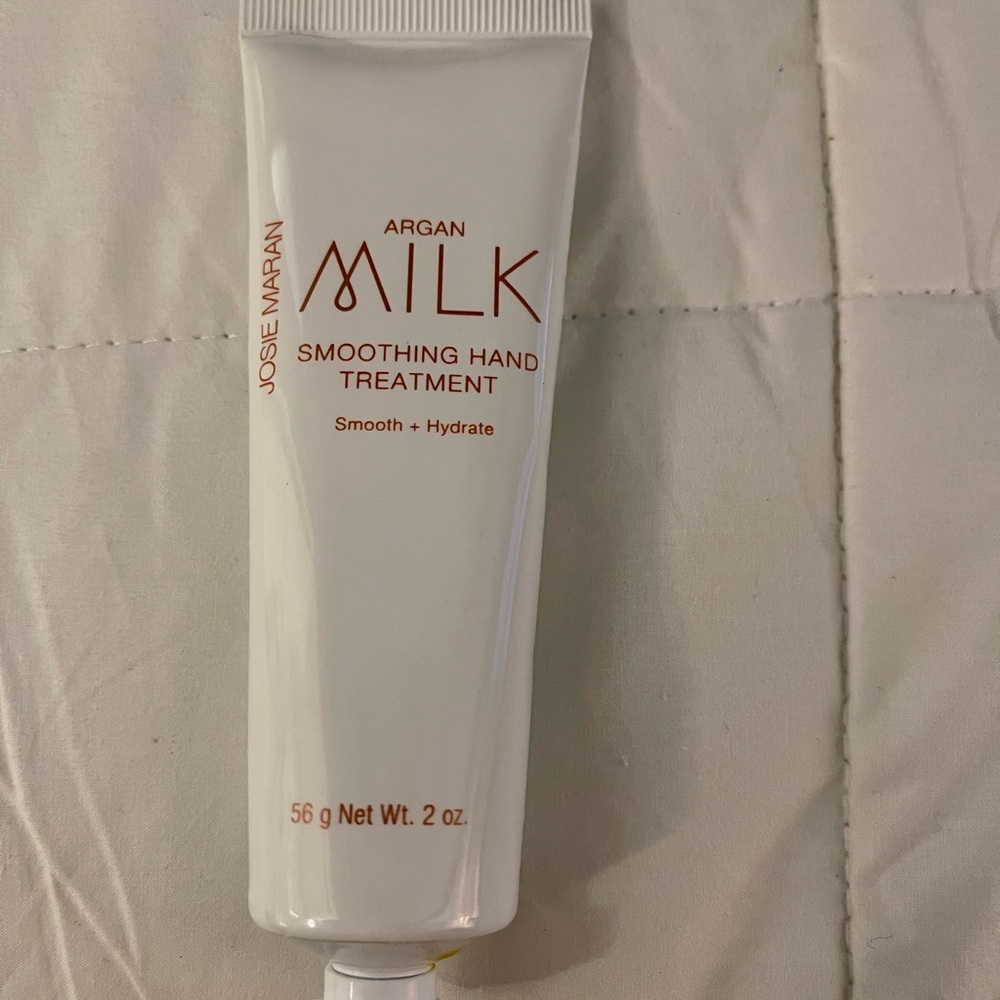 JOSIE MARAN
ARGAN
MILK
SMOOTHING HAND
TREATMENT
Smooth + Hydrate
56 g Net Wt. 2 oz.